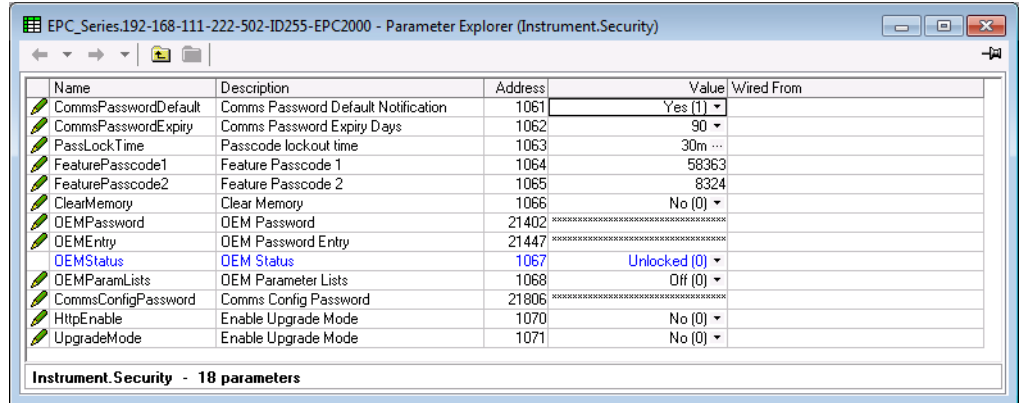 EPC_Series.192-168-111-222-502-ID255-EPC2000 - Parameter Explorer (Instrument.Security)
Name Description Address Value Wired From
CommsPasswordDefault Comms Password Default Notification 1061 Yes (1)
CommsPasswordExpiry Comms Password Expiry Days 1062 90
PassLockTime Passcode lockout time 1063 30m ...
FeaturePasscode1 Feature Passcode 1 1064 58363
FeaturePasscode2 Feature Passcode 2 1065 8324
ClearMemory Clear Memory 1066 No (0)
OEMPassword OEM Password 21402
OEMEntry OEM Password Entry 21447
OEMStatus OEM Status 1067 Unlocked (0)
OEMParamLists OEM Parameter Lists 1068 Off (0)
CommsConfigPassword Comms Config Password 21806
HttpEnable Enable Upgrade Mode 1070 No (0)
UpgradeMode Enable Upgrade Mode 1071 No (0)
Instrument.Security - 18 parameters